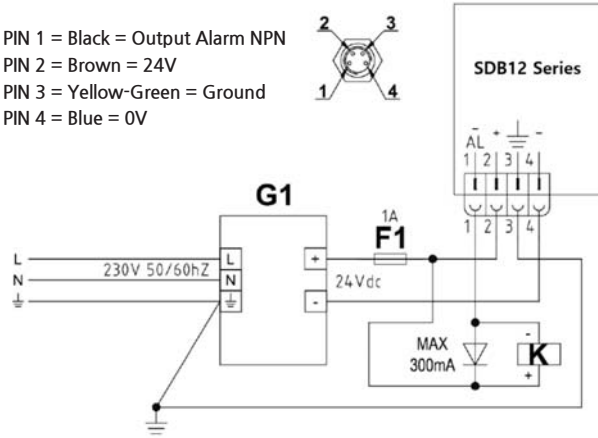 PIN 1 = Black = Output Alarm NPN
PIN 2 = Brown = 24V
PIN 3 = Yellow-Green = Ground
PIN 4 = Blue = 0V
2 3
1 4
SDB12 Series
AL - + -
1 2 3 4
1 2 3 4
G1
1A
F1
L L +
230V 50/60hZ
N N 24Vdc
-
MAX
300mA
-
K
+